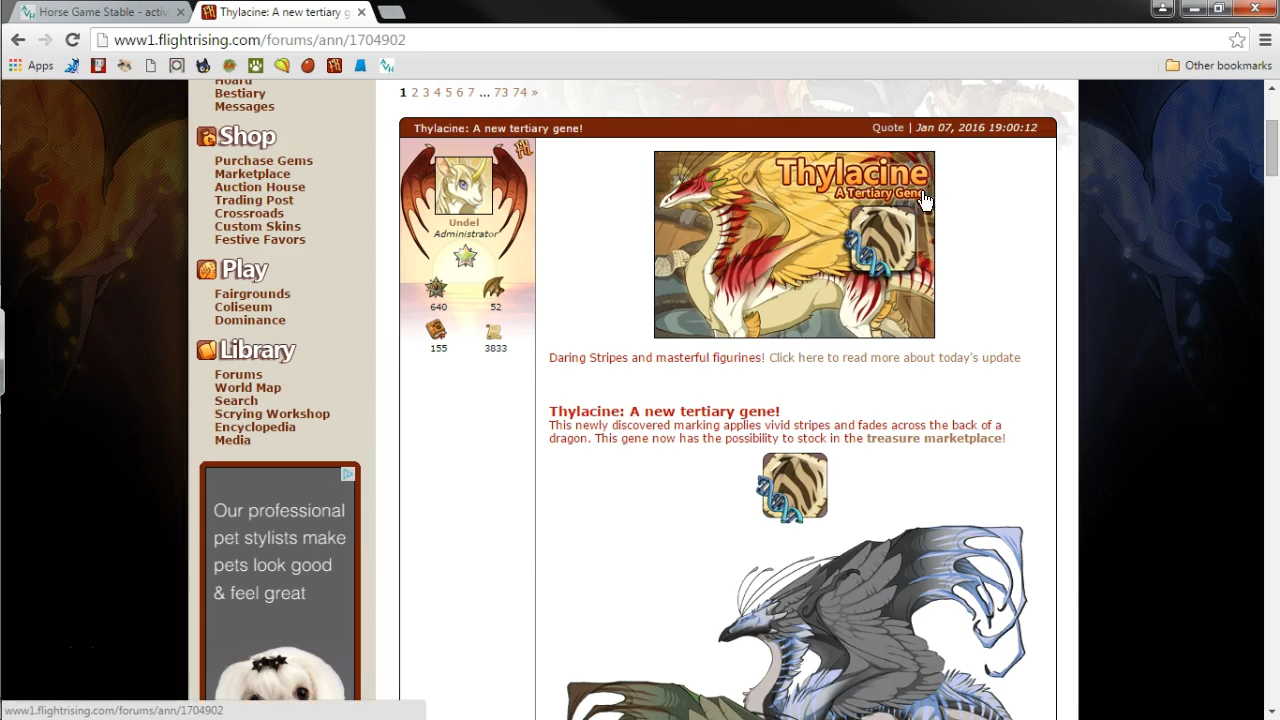 Horse Game Stable - activ
Thylacine: A new tertiary g
www1.flightrising.com/forums/ann/1704902
Apps
Other bookmarks
Hoard
Bestiary
Messages
Shop
Purchase Gems
Marketplace
Auction House
Trading Post
Crossroads
Custom Skins
Festive Favors
Play
Fairgrounds
Coliseum
Dominance
Library
Forums
World Map
Search
Scrying Workshop
Encyclopedia
Media
Our professional
pet stylists make
pets look good
& feel great
1 2 3 4 5 6 7 ... 73 74 »
Thylacine: A new tertiary gene!
Quote | Jan 07, 2016 19:00:12
Undel
Administrator
640
52
155
3833
Thylacine
A Tertiary Gene
Daring Stripes and masterful figurines! Click here to read more about today's update
Thylacine: A new tertiary gene!
This newly discovered marking applies vivid stripes and fades across the back of a
dragon. This gene now has the possibility to stock in the treasure marketplace!
www1.flightrising.com/forums/ann/1704902